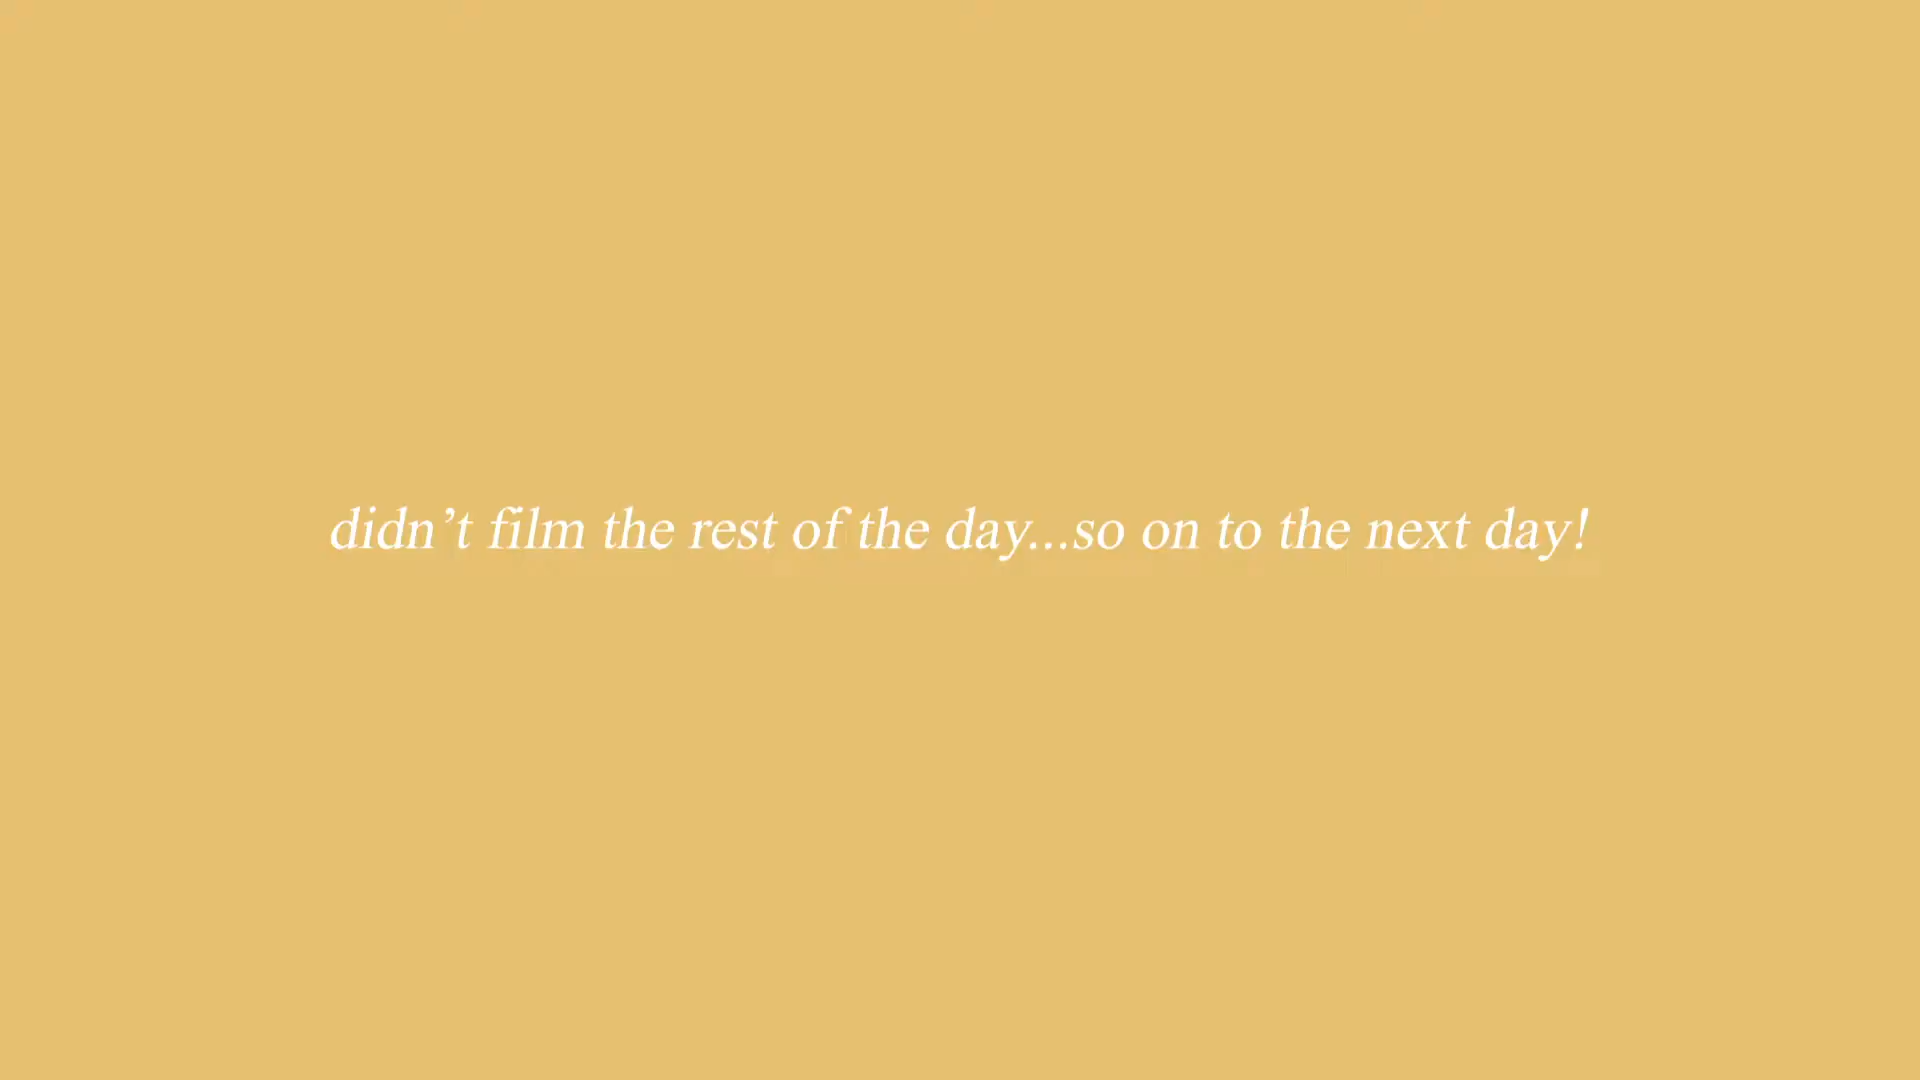 didn’t film the rest of the day...so on to the next day!